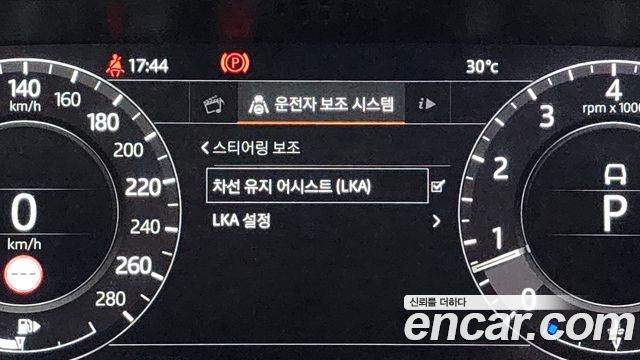 17:44
30°c
140
km/h
160
180
200
220
240
260
280
0
km/h
---
운전자 보조 시스템
i
스티어링 보조
차선 유지 어시스트 (LKA)
LKA 설정
4
rpm x 1000
3
2
1
0
P
신뢰를 더하다
encar.com